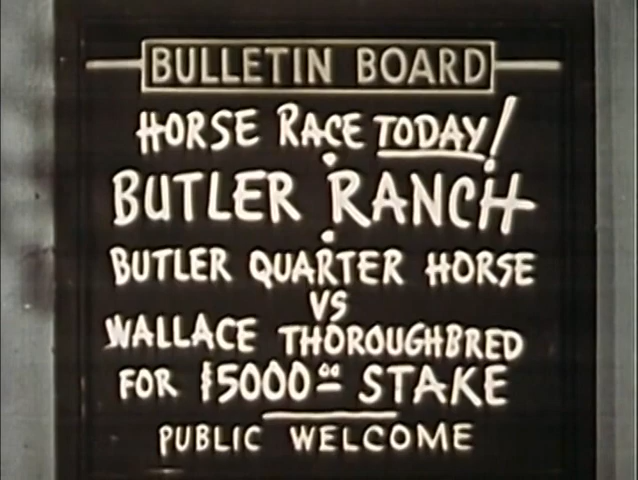 BULLETIN BOARD
HORSE RACE TODAY!
BUTLER RANCH
BUTLER QUARTER HORSE
VS
WALLACE THOROUGHBRED
FOR $5000.00 STAKE
PUBLIC WELCOME